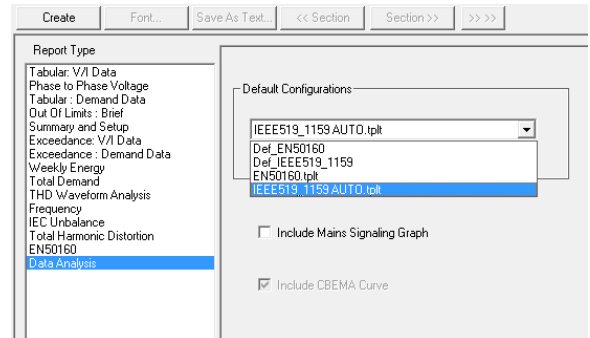 Create Font... Save As Text... << Section Section >> >> >>
Report Type
Tabular: V/I Data
Phase to Phase Voltage
Tabular : Demand Data
Out Of Limits : Brief
Summary and Setup
Exceedance: V/I Data
Exceedance : Demand Data
Weekly Energy
Total Demand
THD Waveform Analysis
Frequency
IEC Unbalance
Total Harmonic Distortion
EN50160
Data Analysis
Default Configurations
IEEE519_1159 AUTO.tplt
Def_EN50160
Def_IEEE519_1159
EN50160.tplt
IEEE519_1159 AUTO.tplt
Include Mains Signaling Graph
Include CBEMA Curve